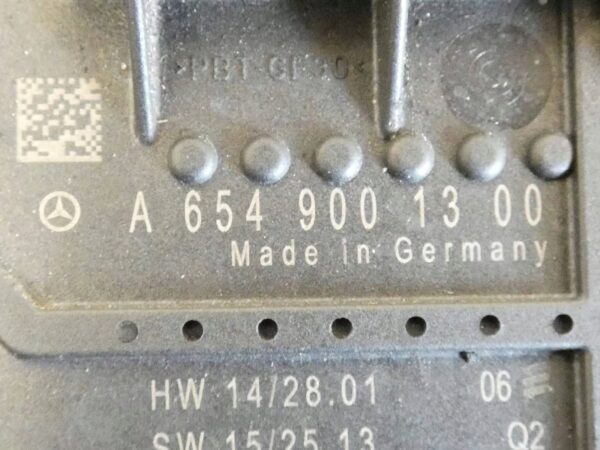 >PBT-GF30<
A 654 900 13 00
Made in Germany
HW 14/28.01 06
SW 15/25.13 Q2